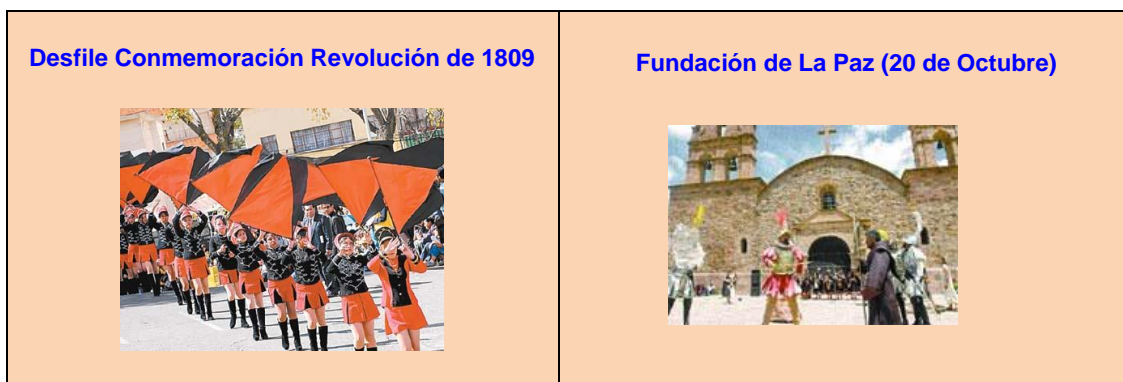 Desfile Conmemoración Revolución de 1809
Fundación de La Paz (20 de Octubre)